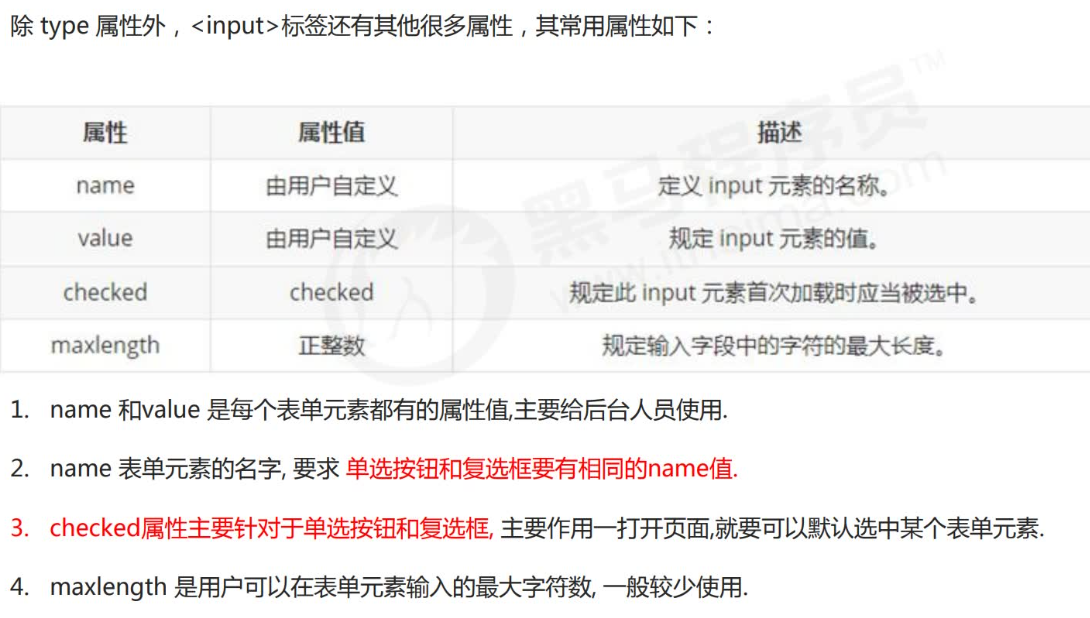 除 type 属性外，<input>标签还有其他很多属性，其常用属性如下：
属性 属性值 描述
name 由用户自定义 定义 input 元素的名称。
value 由用户自定义 规定 input 元素的值。
checked checked 规定此 input 元素首次加载时应当被选中。
maxlength 正整数 规定输入字段中的字符的最大长度。
1. name 和value 是每个表单元素都有的属性值,主要给后台人员使用.
2. name 表单元素的名字, 要求 单选按钮和复选框要有相同的name值.
3. checked属性主要针对于单选按钮和复选框, 主要作用一打开页面,就要可以默认选中某个表单元素.
4. maxlength 是用户可以在表单元素输入的最大字符数, 一般较少使用.
黑马程序员™
www.itheima.com